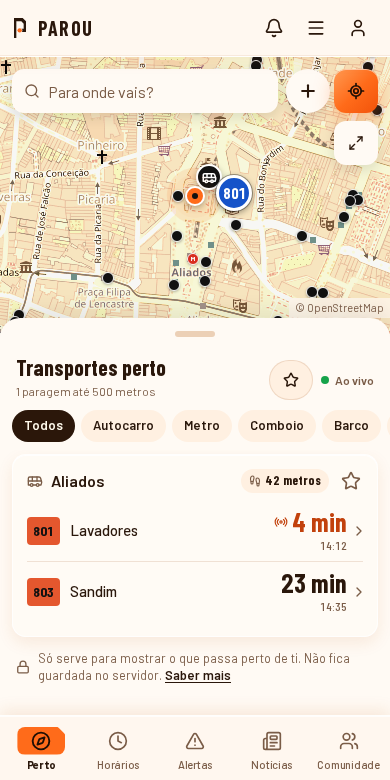 PAROU
Para onde vais?
Pinheiro
Rua da Conceição
Picaria
Rua de José Falcão
Rua da Picaria
Rua do Bonjardim
801
Aliados
Praça Filipa
de Lencastre
© OpenStreetMap
Transportes perto
1 paragem até 500 metros
Ao vivo
Todos
Autocarro
Metro
Comboio
Barco
Aliados
42 metros
801
Lavadores
4 min
14:12
803
Sandim
23 min
14:35
Só serve para mostrar o que passa perto de ti. Não fica
guardada no servidor. Saber mais
Perto
Horários
Alertas
Notícias
Comunidade